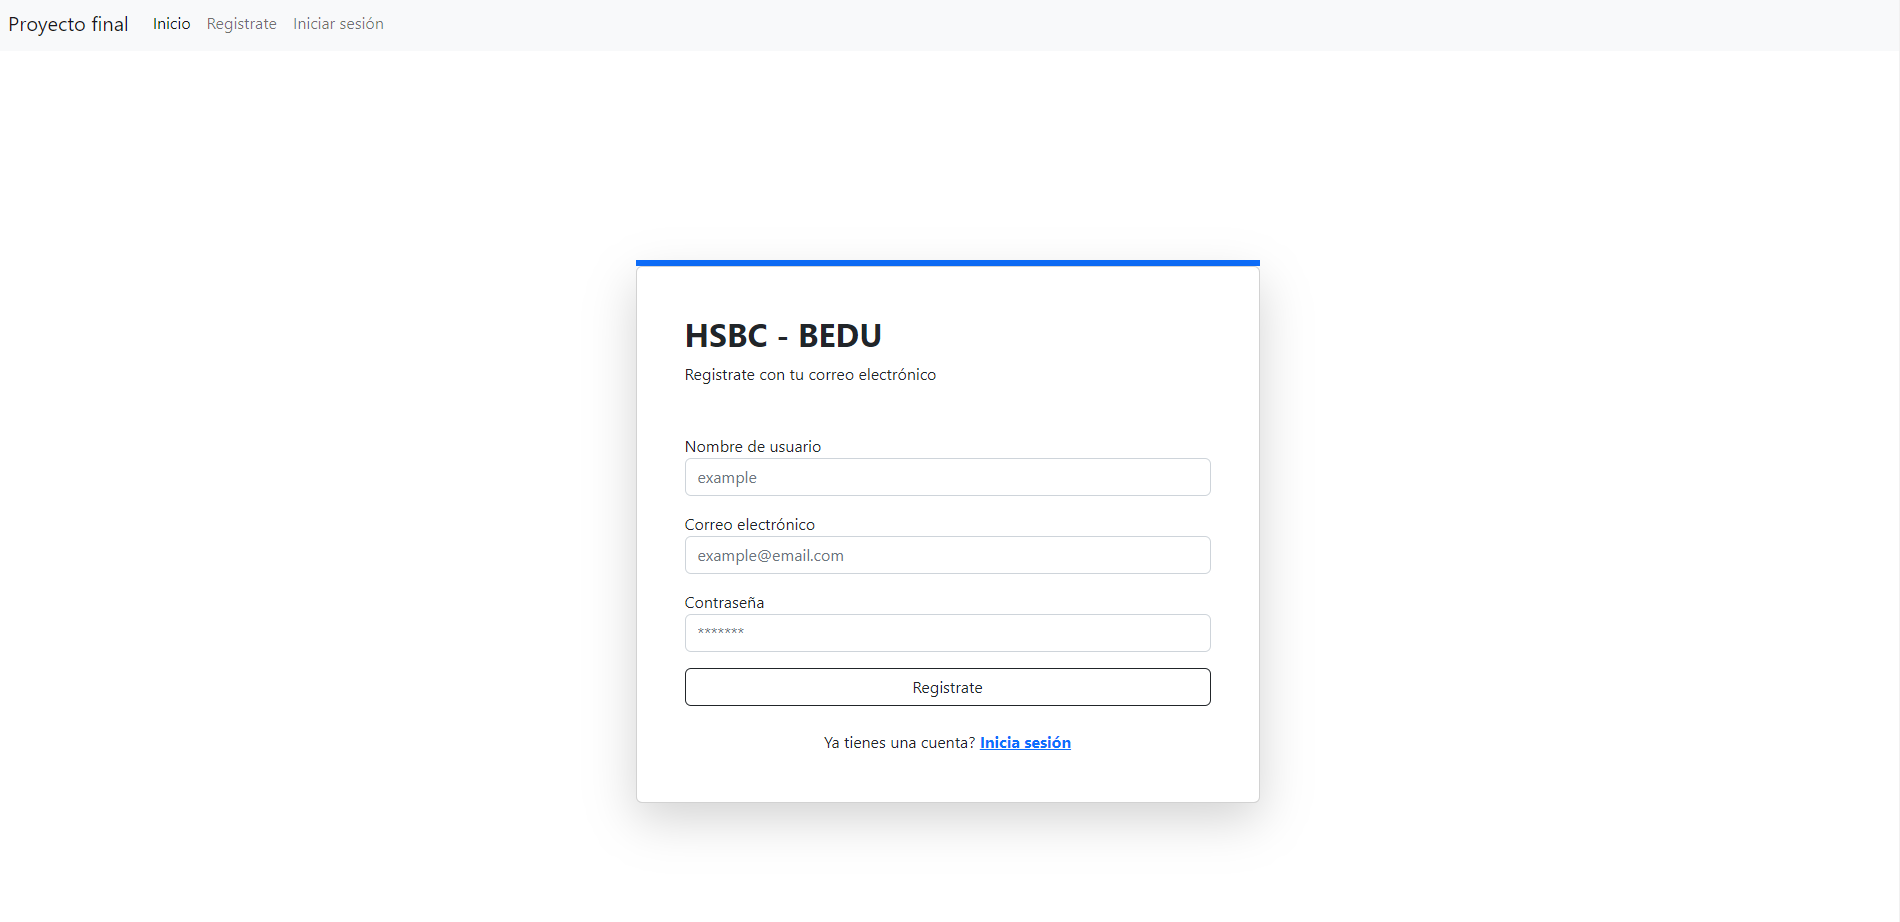 Proyecto final Inicio Registrate Iniciar sesión
HSBC - BEDU
Registrate con tu correo electrónico
Nombre de usuario
example
Correo electrónico
example@email.com
Contraseña
*******
Registrate
Ya tienes una cuenta? Inicia sesión